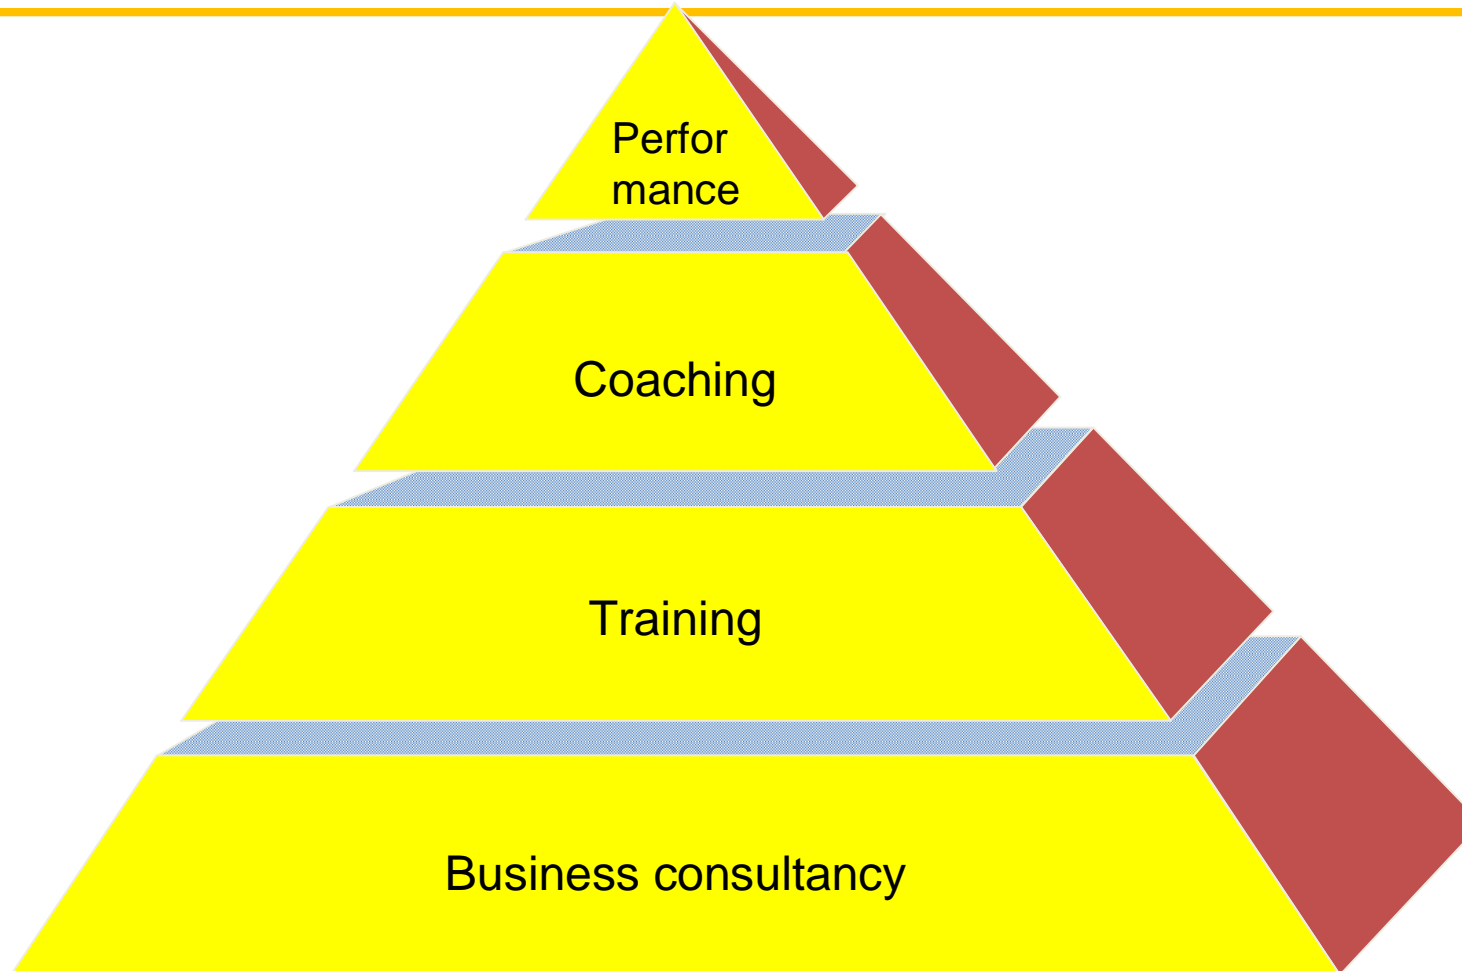 Perfor
mance
Coaching
Training
Business consultancy